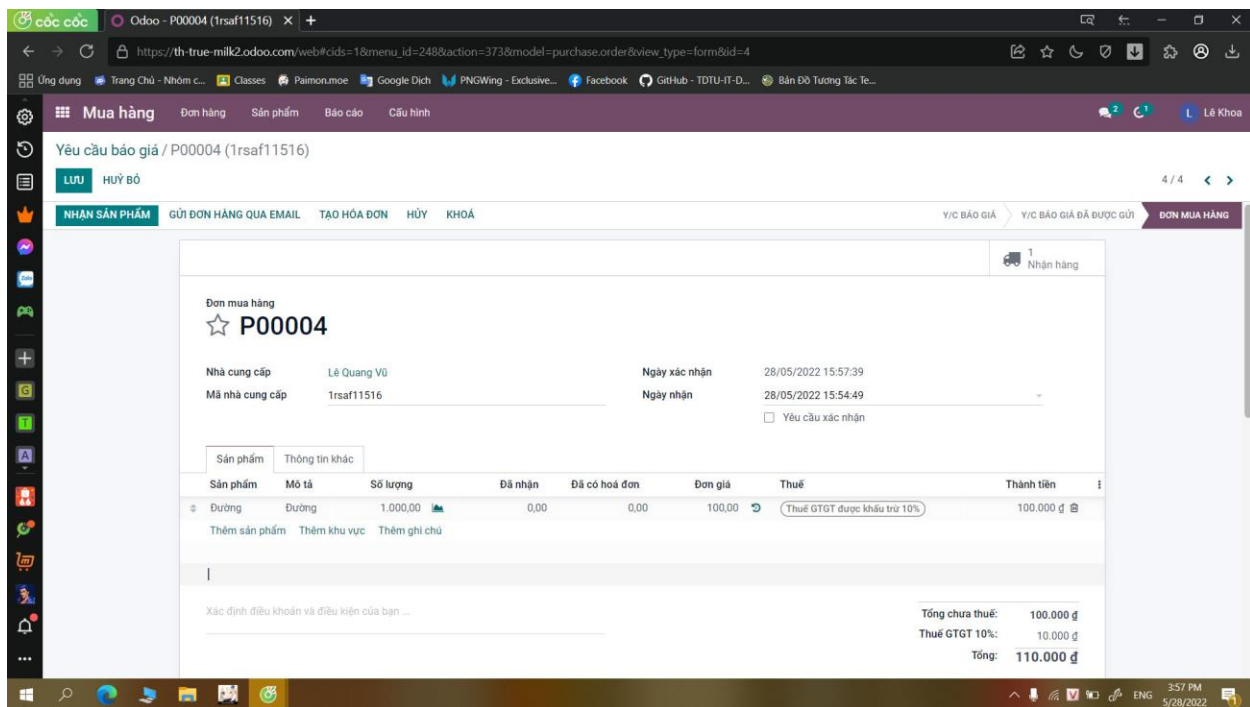 cốc cốc Odoo - P00004 (1rsaf11516)
https://th-true-milk2.odoo.com/web#cids=1&menu_id=248&action=373&model=purchase.order&view_type=form&id=4
Ứng dụng Trang Chủ - Nhóm c... Classes Paimon.moe Google Dịch PNGWing - Exclusive... Facebook GitHub - TDTU-IT-D... Bản Đồ Tương Tác Te...
Mua hàng Đơn hàng Sản phẩm Báo cáo Cấu hình 2 1 L Lê Khoa
Yêu cầu báo giá / P00004 (1rsaf11516)
LƯU HUỶ BỎ 4 / 4
NHẬN SẢN PHẨM GỬI ĐƠN HÀNG QUA EMAIL TẠO HÓA ĐƠN HỦY KHOÁ Y/C BÁO GIÁ Y/C BÁO GIÁ ĐÃ ĐƯỢC GỬI ĐƠN MUA HÀNG
1
Nhận hàng
Đơn mua hàng
P00004
Nhà cung cấp Lê Quang Vũ Ngày xác nhận 28/05/2022 15:57:39
Mã nhà cung cấp 1rsaf11516 Ngày nhận 28/05/2022 15:54:49
Yêu cầu xác nhận
Sản phẩm Thông tin khác
Sản phẩm Mô tả Số lượng Đã nhận Đã có hoá đơn Đơn giá Thuế Thành tiền
Đường Đường 1.000,00 0,00 0,00 100,00 Thuế GTGT được khấu trừ 10% 100.000 ₫
Thêm sản phẩm Thêm khu vực Thêm ghi chú
Xác định điều khoản và điều kiện của bạn ...
Tổng chưa thuế: 100.000 ₫
Thuế GTGT 10%: 10.000 ₫
Tổng: 110.000 ₫
ENG 3:57 PM
5/28/2022